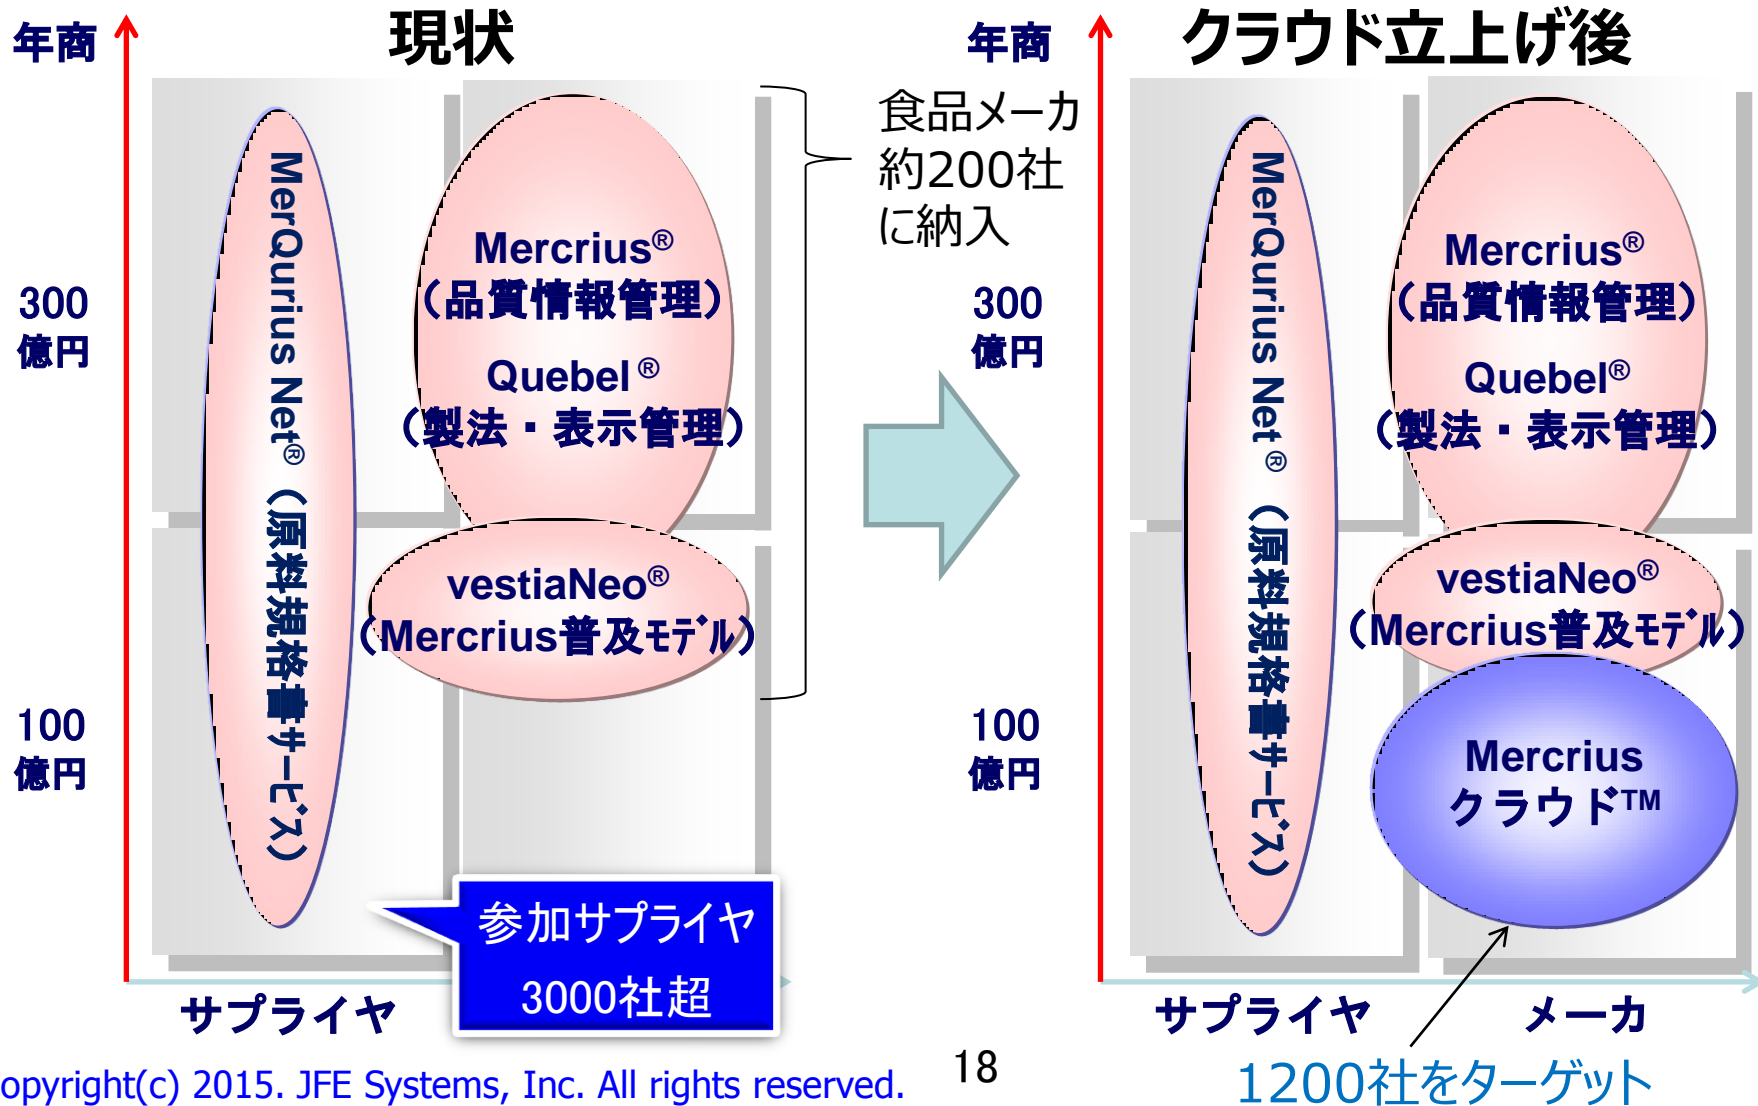 現状
年商
300
億円
100
億円
MerQurius Net®（原料規格書ｻｰﾋﾞｽ）
Mercrius®
（品質情報管理）
Quebel®
（製法・表示管理）
vestiaNeo®
（Mercrius普及ﾓﾃﾞﾙ）
食品メーカ
約200社
に納入
参加サプライヤ
3000社超
サプライヤ
クラウド立上げ後
年商
300
億円
100
億円
MerQurius Net®（原料規格書ｻｰﾋﾞｽ）
Mercrius®
（品質情報管理）
Quebel®
（製法・表示管理）
vestiaNeo®
（Mercrius普及ﾓﾃﾞﾙ）
Mercrius
クラウド™
サプライヤ
メーカ
1200社をターゲット
opyright(c) 2015. JFE Systems, Inc. All rights reserved.
18